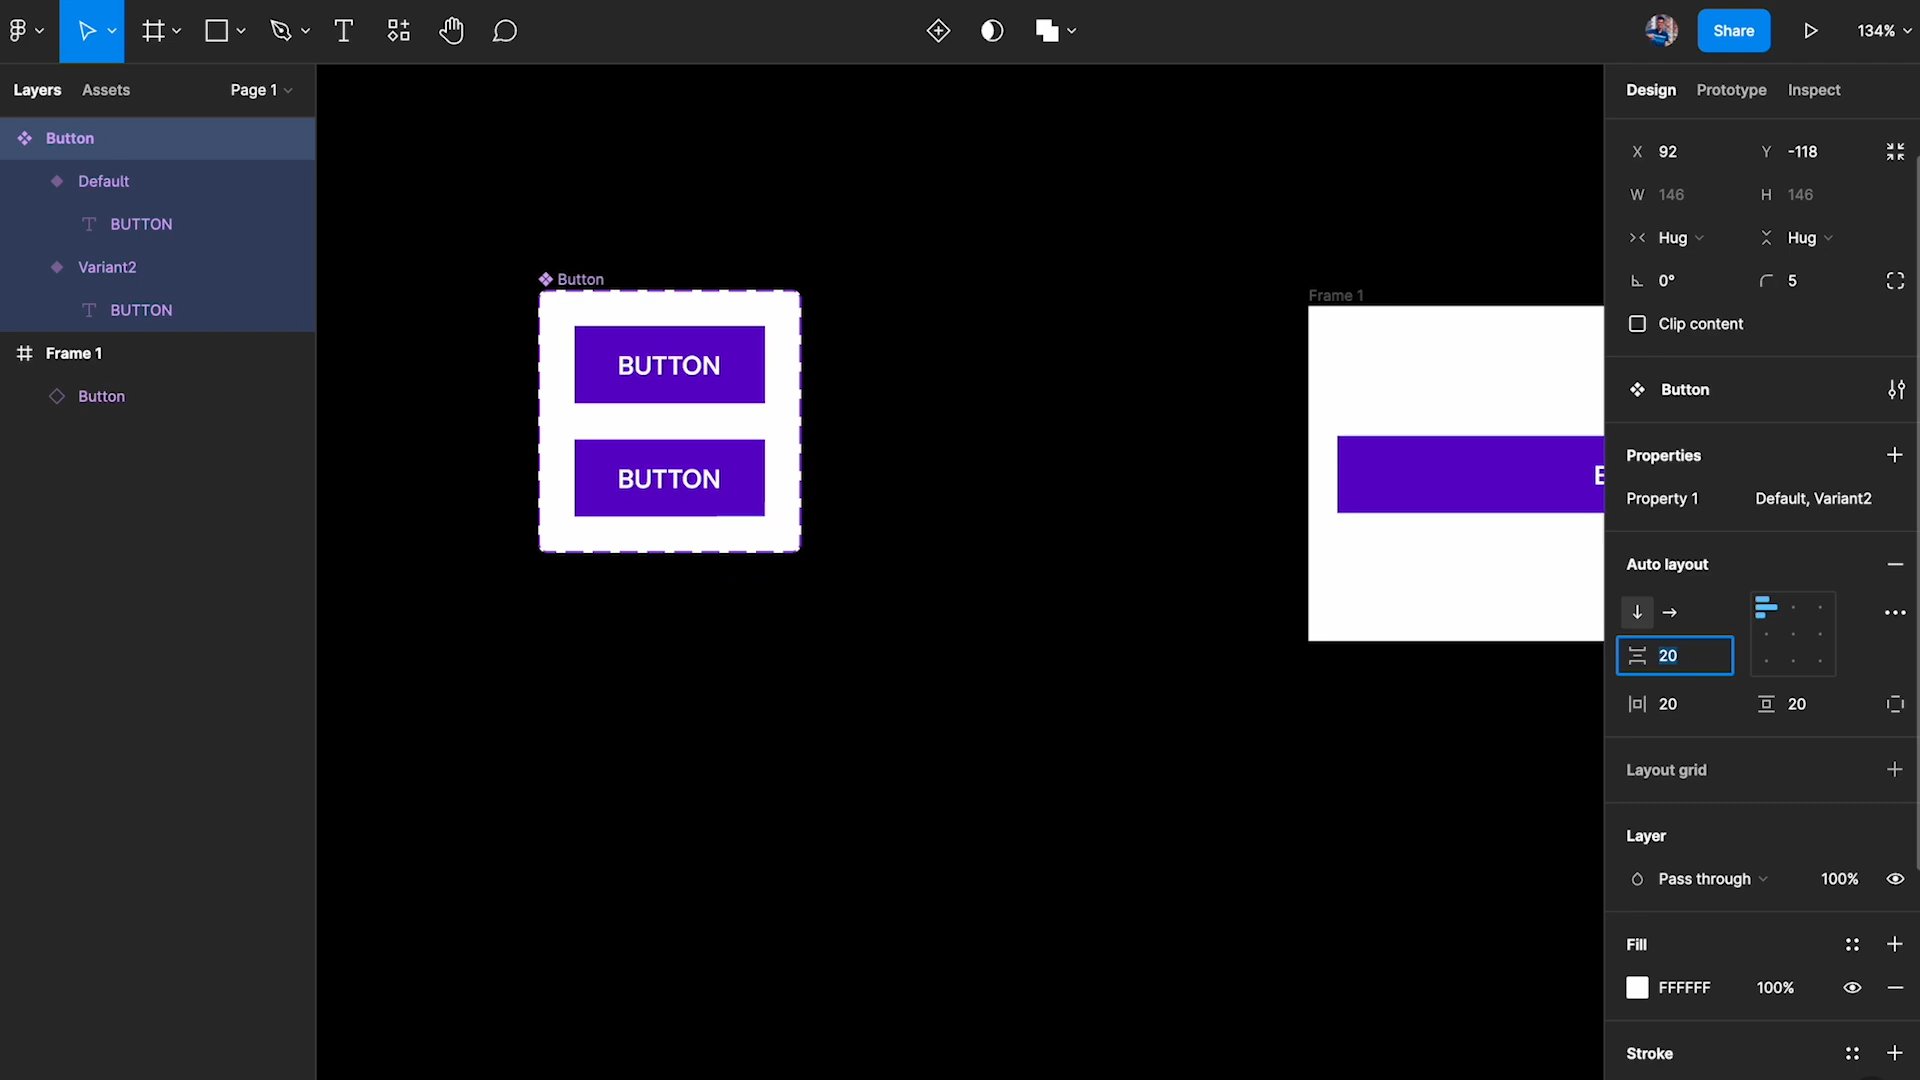 Share
134%
Layers
Assets
Page 1
Button
Default
BUTTON
Variant2
BUTTON
Frame 1
Button
Button
BUTTON
BUTTON
Frame 1
Design
Prototype
Inspect
X 92
Y -118
W 146
H 146
Hug
Hug
0°
5
Clip content
Button
Properties
Property 1
Default, Variant2
Auto layout
20
20
20
Layout grid
Layer
Pass through
100%
Fill
FFFFFF
100%
Stroke